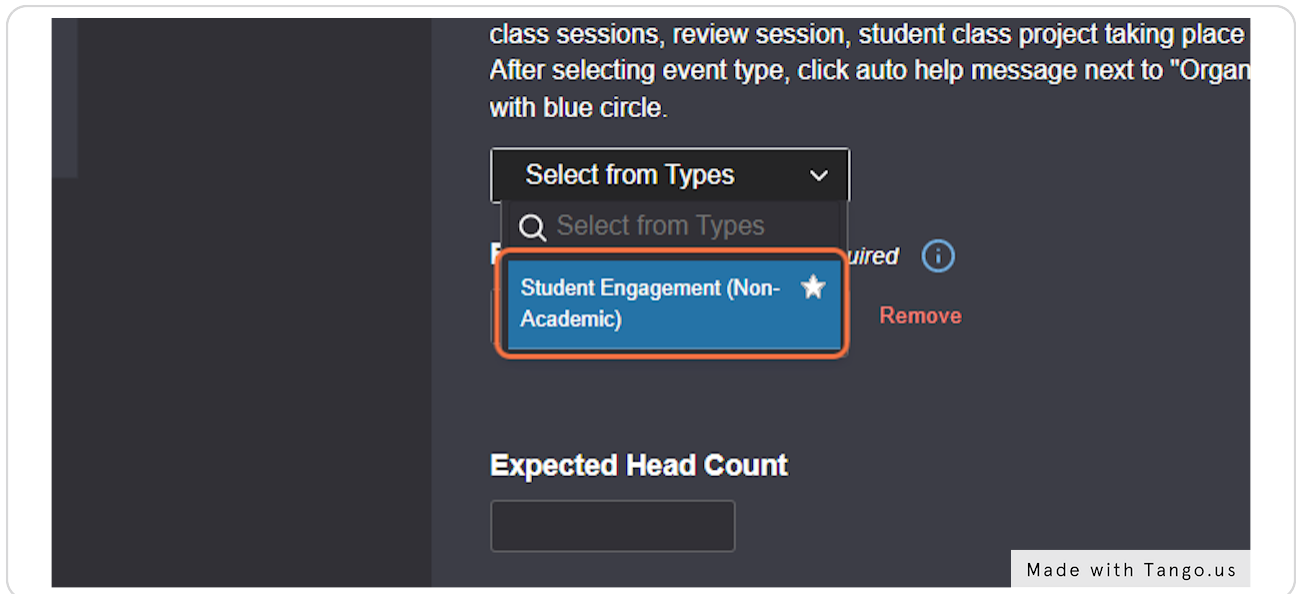 class sessions, review session, student class project taking place
After selecting event type, click auto help message next to "Organ
with blue circle.
Select from Types
Select from Types
uired
Student Engagement (Non-
Academic)
Remove
Expected Head Count
Made with Tango.us